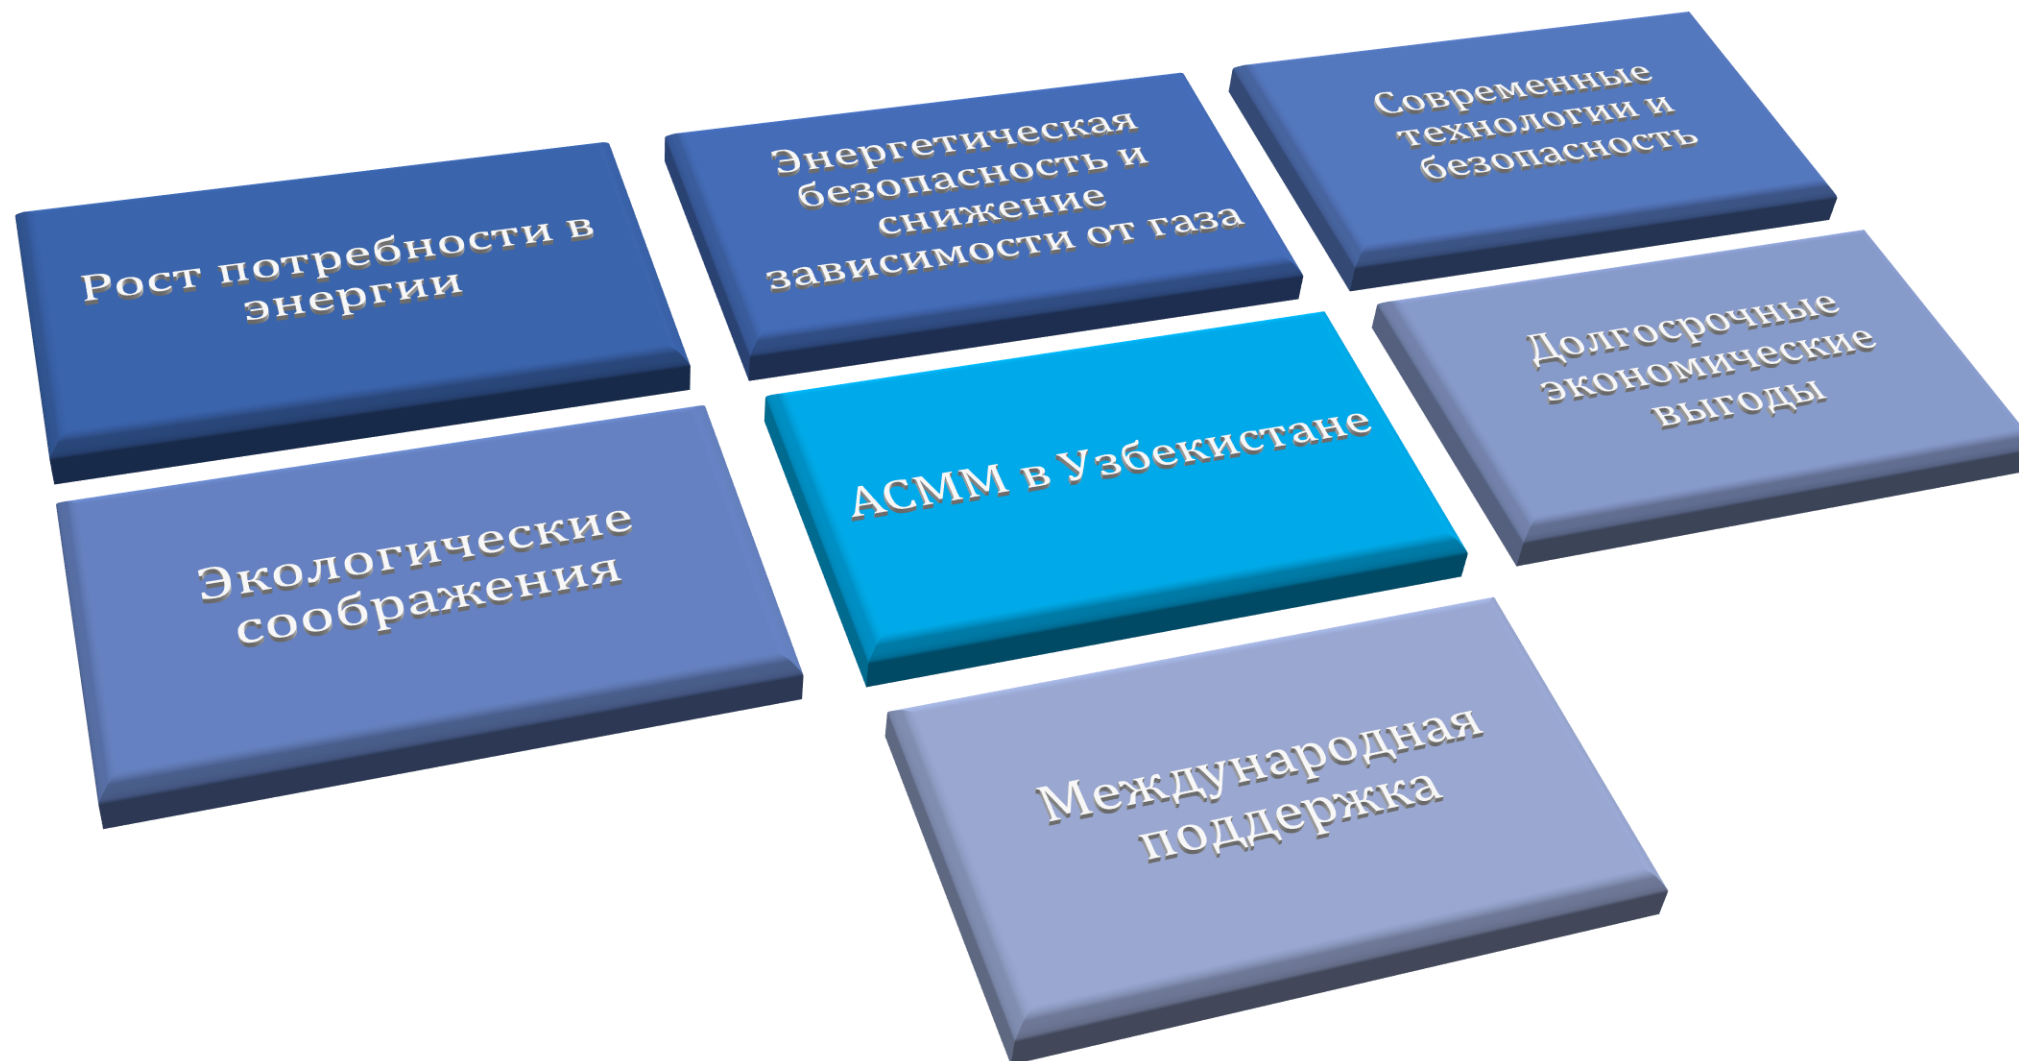 Рост потребности в
энергии
Энергетическая
безопасность и
снижение
зависимости от газа
Современные
технологии и
безопасность
Экологические
соображения
АСММ в Узбекистане
Долгосрочные
экономические
выгоды
Международная
поддержка